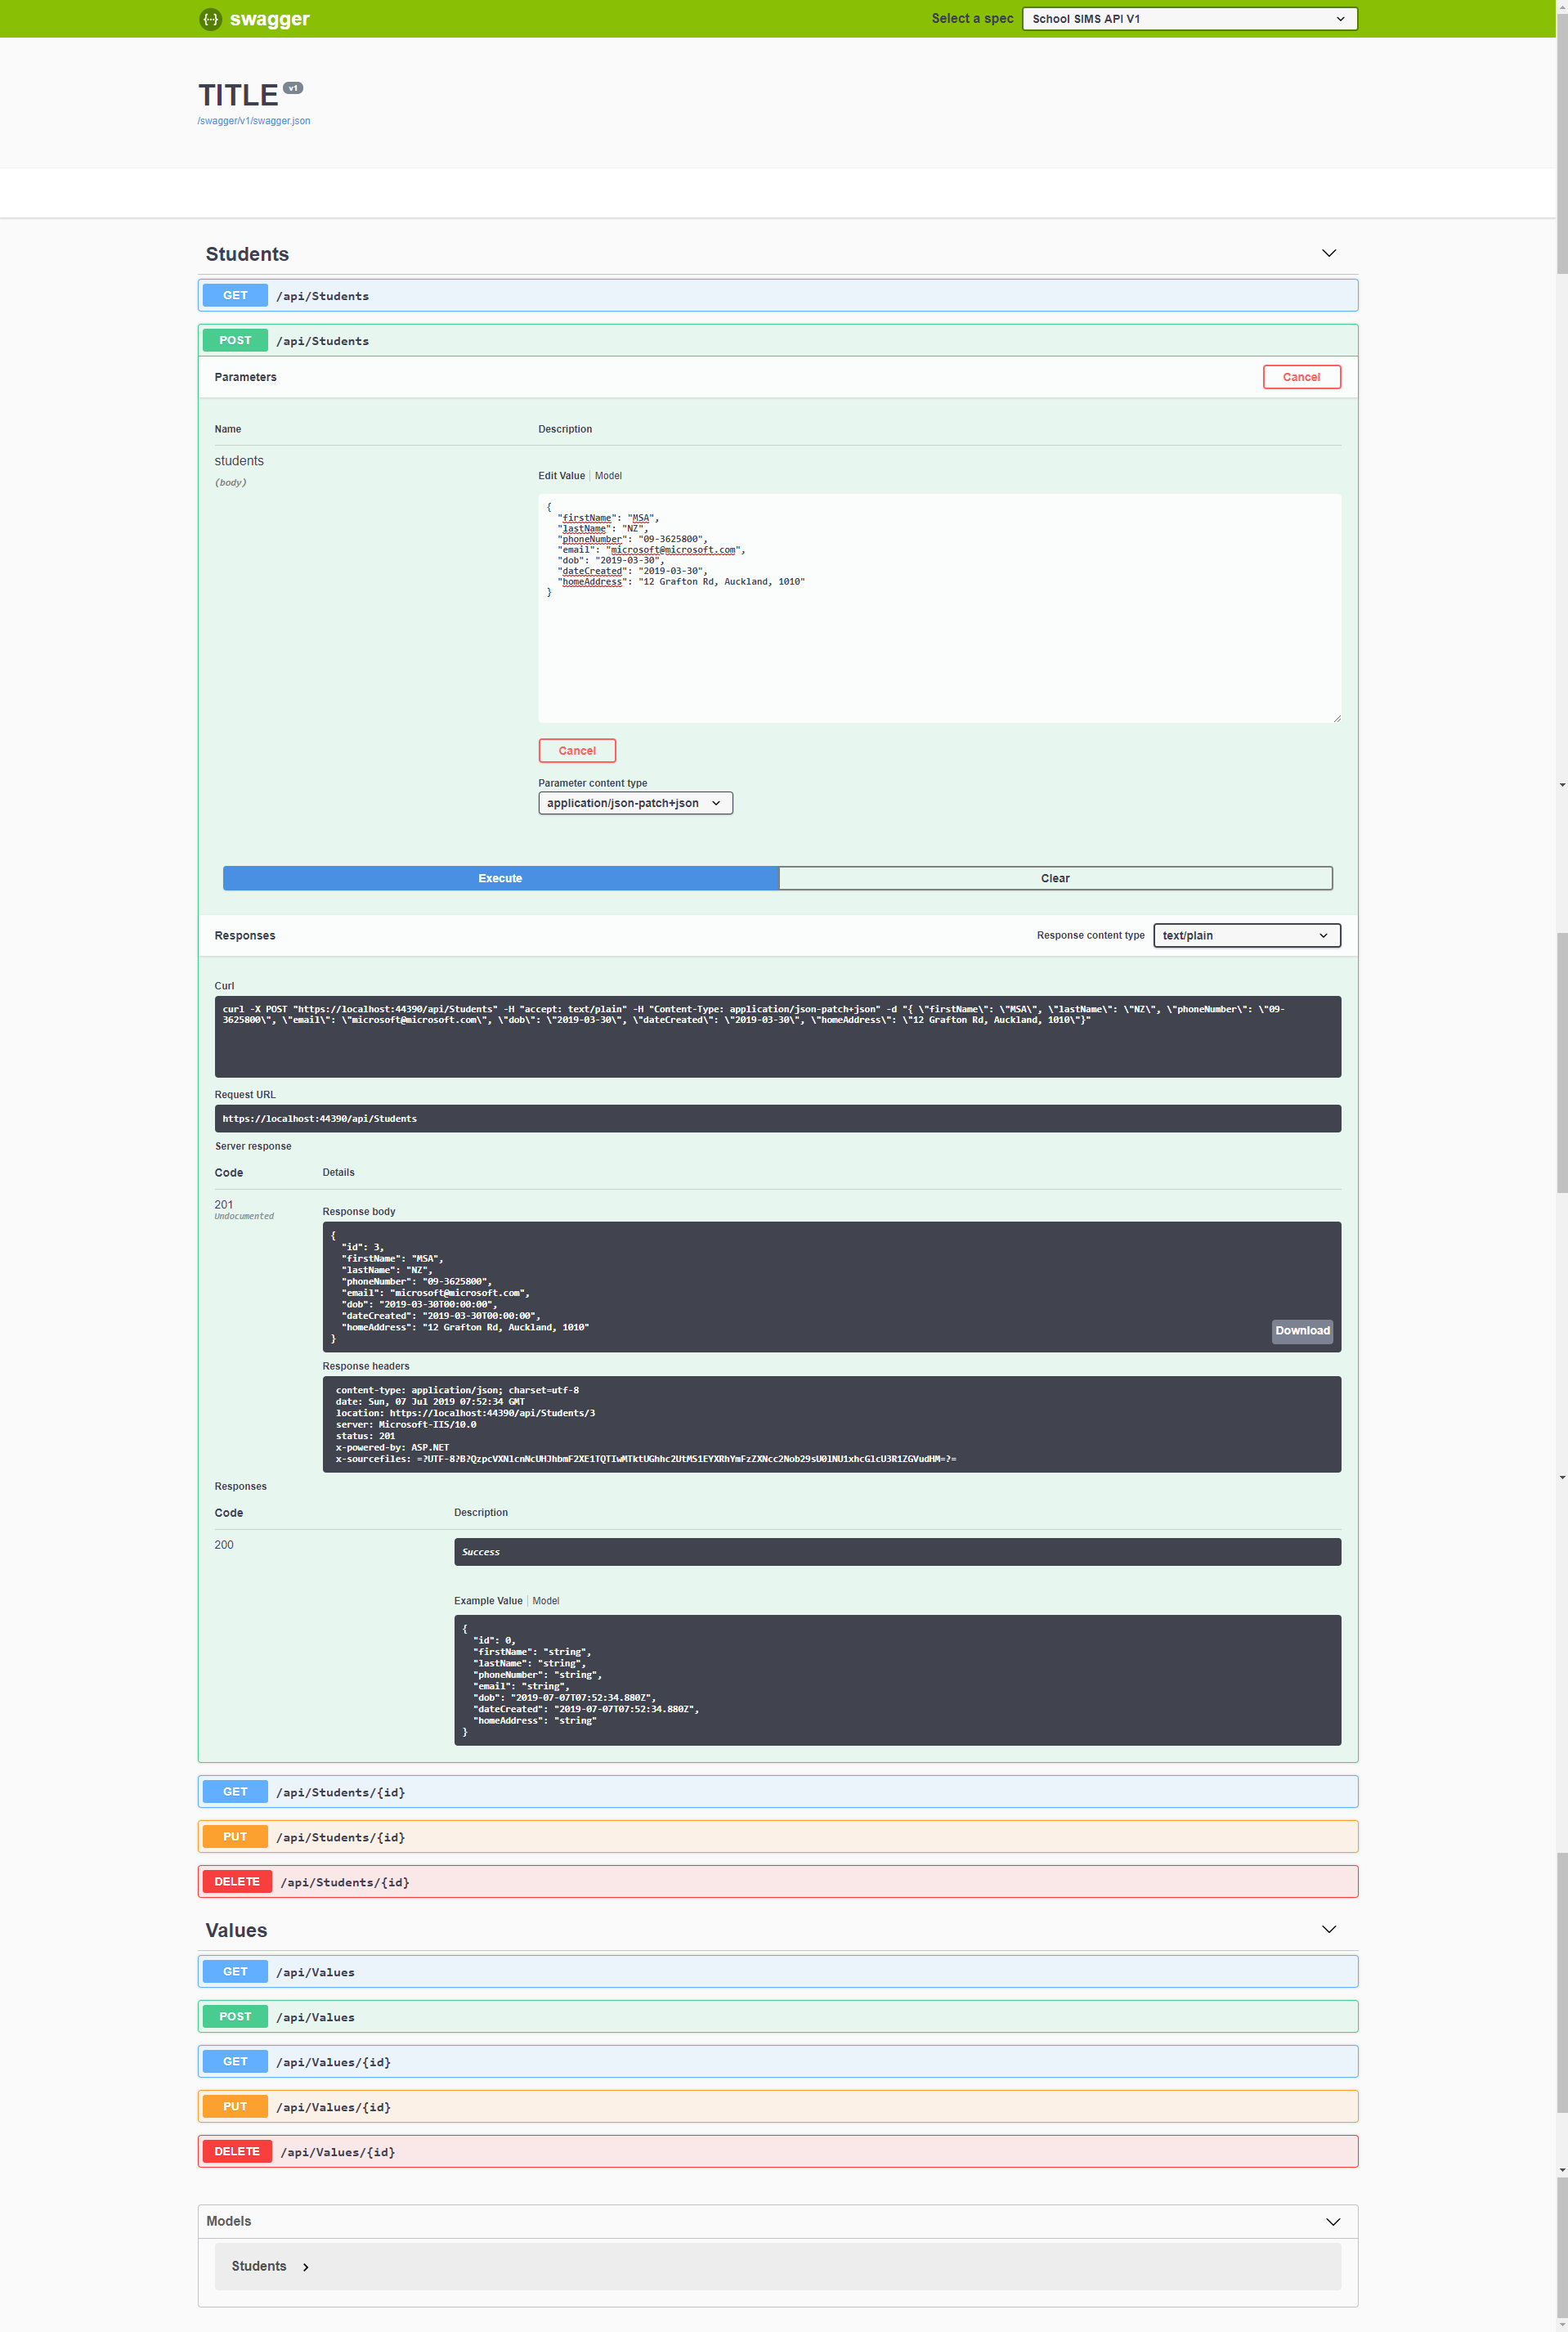 swagger
Select a spec
School SIMS API V1
TITLE v1
/swagger/v1/swagger.json
Students
GET /api/Students
POST /api/Students
Parameters
Cancel
Name Description
students
(body)
Edit Value | Model
{
"firstName": "MSA",
"lastName": "NZ",
"phoneNumber": "09-3625800",
"email": "microsoft@microsoft.com",
"dob": "2019-03-30",
"dateCreated": "2019-03-30",
"homeAddress": "12 Grafton Rd, Auckland, 1010"
}
Cancel
Parameter content type
application/json-patch+json
Execute Clear
Responses
Response content type
text/plain
Curl
curl -X POST "https://localhost:44390/api/Students" -H "accept: text/plain" -H "Content-Type: application/json-patch+json" -d "{ \"firstName\": \"MSA\", \"lastName\": \"NZ\", \"phoneNumber\": \"09-
3625800\", \"email\": \"microsoft@microsoft.com\", \"dob\": \"2019-03-30\", \"dateCreated\": \"2019-03-30\", \"homeAddress\": \"12 Grafton Rd, Auckland, 1010\"}"
Request URL
https://localhost:44390/api/Students
Server response
Code Details
201
Undocumented
Response body
{
"id": 3,
"firstName": "MSA",
"lastName": "NZ",
"phoneNumber": "09-3625800",
"email": "microsoft@microsoft.com",
"dob": "2019-03-30T00:00:00",
"dateCreated": "2019-03-30T00:00:00",
"homeAddress": "12 Grafton Rd, Auckland, 1010"
}
Download
Response headers
content-type: application/json; charset=utf-8
date: Sun, 07 Jul 2019 07:52:34 GMT
location: https://localhost:44390/api/Students/3
server: Microsoft-IIS/10.0
status: 201
x-powered-by: ASP.NET
x-sourcefiles:
Responses
Code Description
200
Success
Example Value | Model
{
"id": 0,
"firstName": "string",
"lastName": "string",
"phoneNumber": "string",
"email": "string",
"dob": "2019-07-07T07:52:34.880Z",
"dateCreated": "2019-07-07T07:52:34.880Z",
"homeAddress": "string"
}
GET /api/Students/{id}
PUT /api/Students/{id}
DELETE /api/Students/{id}
Values
GET /api/Values
POST /api/Values
GET /api/Values/{id}
PUT /api/Values/{id}
DELETE /api/Values/{id}
Models
Students